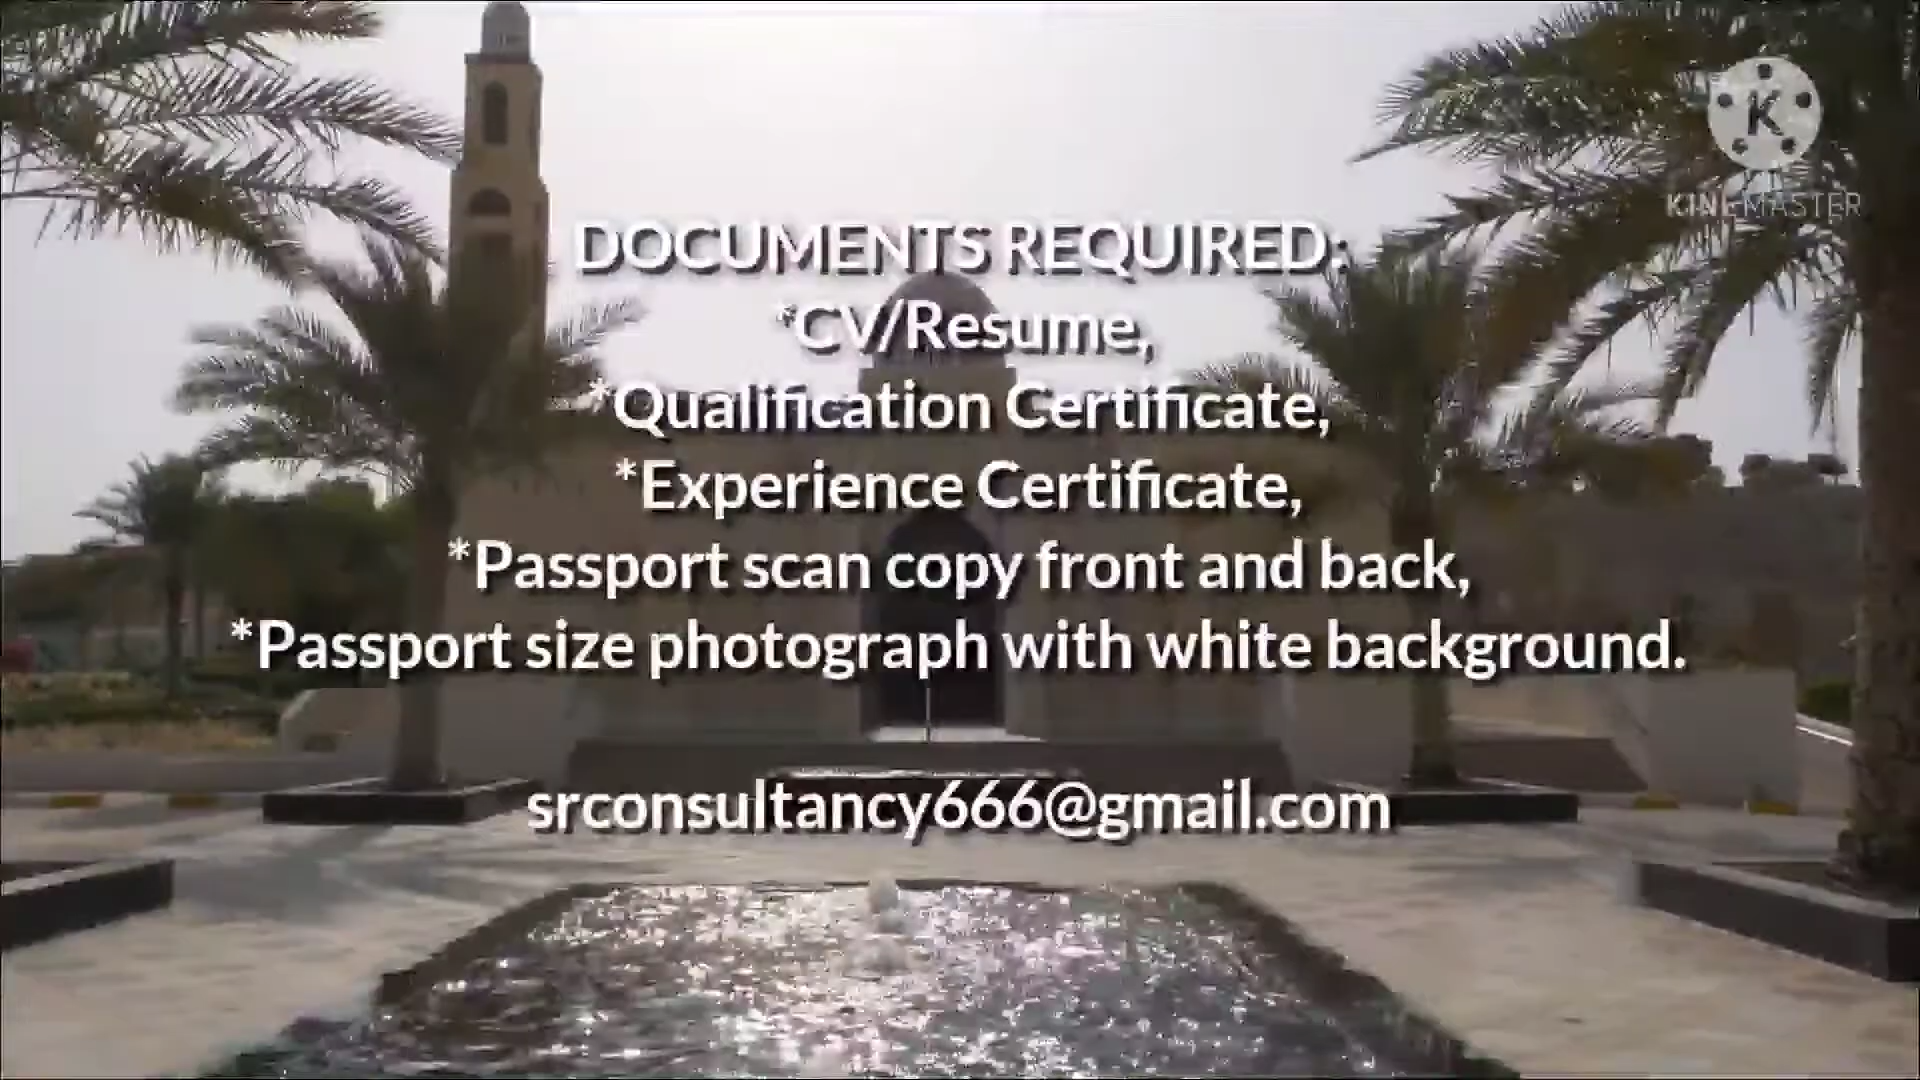 KINEMASTER
DOCUMENTS REQUIRED:
*CV/Resume,
*Qualification Certificate,
*Experience Certificate,
*Passport scan copy front and back,
*Passport size photograph with white background.
srconsultancy666@gmail.com